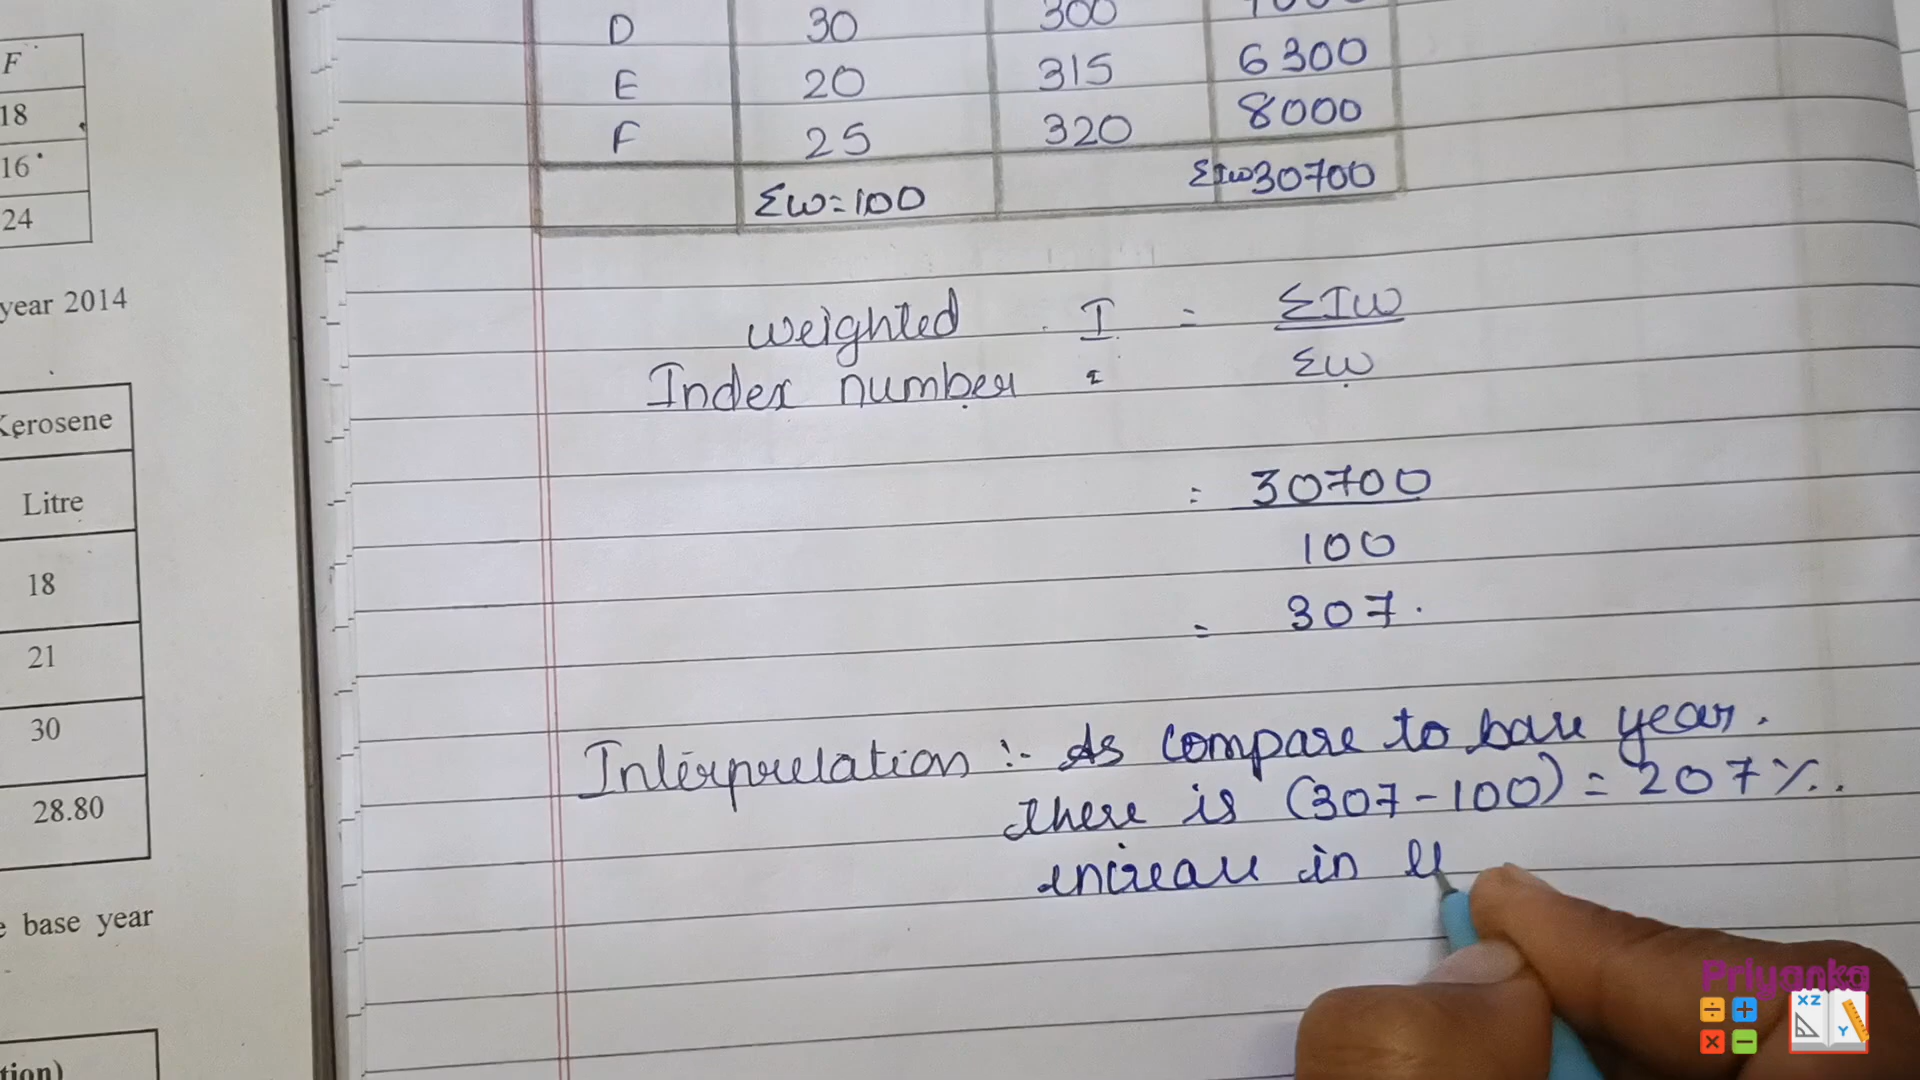 F
18
16
24
year 2014
Kerosene
Litre
18
21
30
28.80
base year
tion)
D 30 300
E 20 315 6300
F 25 320 8000
Σw=100 ΣIw30700
weighted I = ΣIw
Index number : Σw
= 30700
100
= 307.
Interpretation :- As compare to base year.
there is (307-100) = 207%.
increase in
Priyanka
XZ
Y